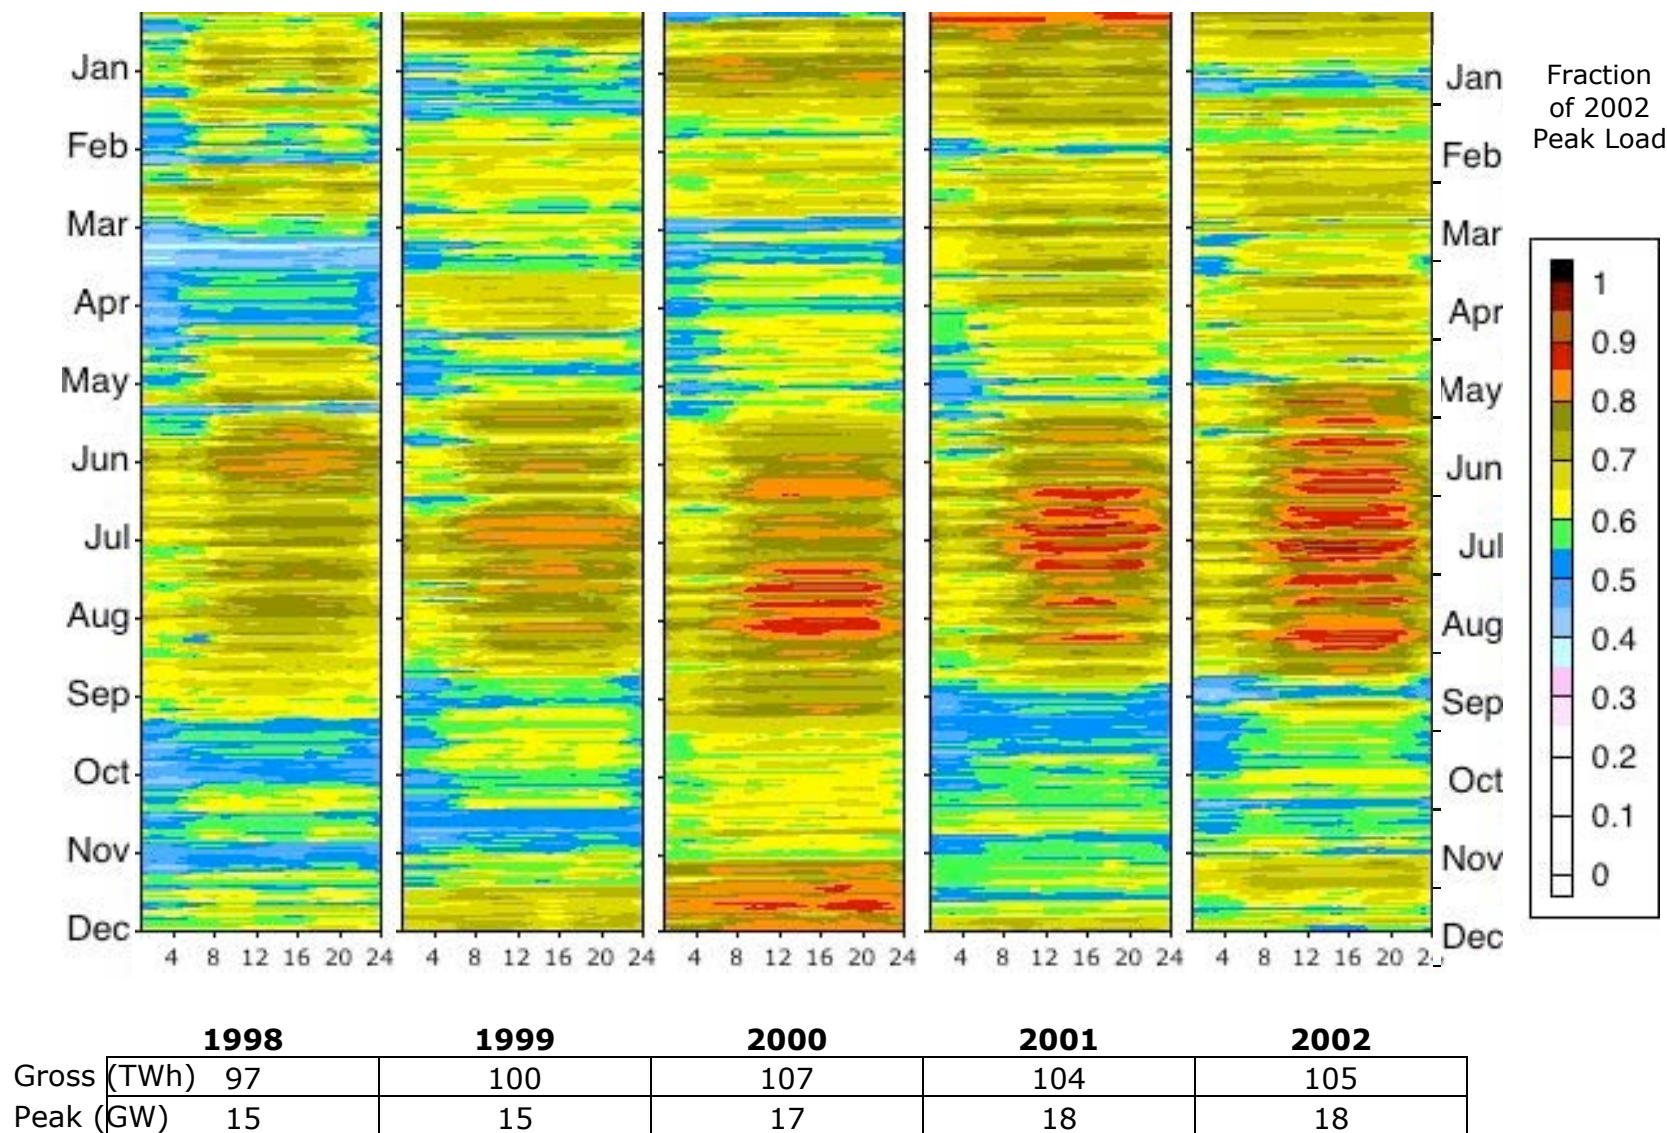 Jan
Feb
Mar
Apr
May
Jun
Jul
Aug
Sep
Oct
Nov
Dec
4 8 12 16 20 24
4 8 12 16 20 24
4 8 12 16 20 24
4 8 12 16 20 24
4 8 12 16 20 24
Jan
Feb
Mar
Apr
May
Jun
Jul
Aug
Sep
Oct
Nov
Dec
Fraction
of 2002
Peak Load
1
0.9
0.8
0.7
0.6
0.5
0.4
0.3
0.2
0.1
0
1998 1999 2000 2001 2002
Gross (TWh) 97 100 107 104 105
Peak (GW) 15 15 17 18 18